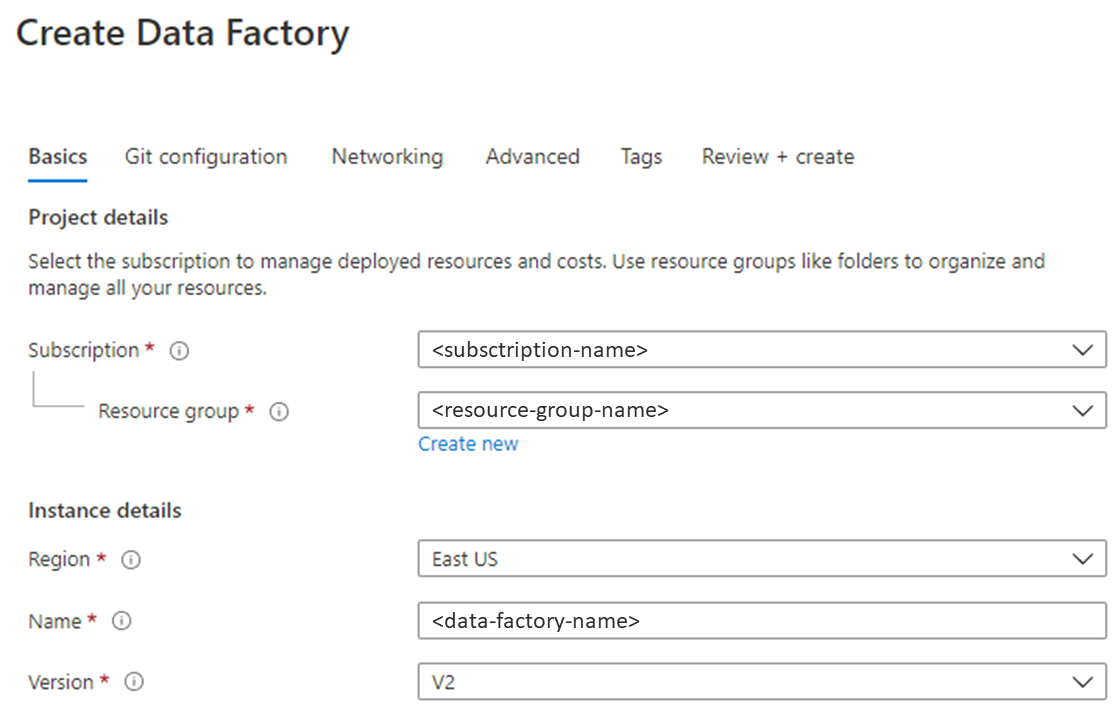 Create Data Factory
Basics Git configuration Networking Advanced Tags Review + create
Project details
Select the subscription to manage deployed resources and costs. Use resource groups like folders to organize and
manage all your resources.
Subscription * <subsctription-name>
Resource group * <resource-group-name>
Create new
Instance details
Region * East US
Name * <data-factory-name>
Version * V2